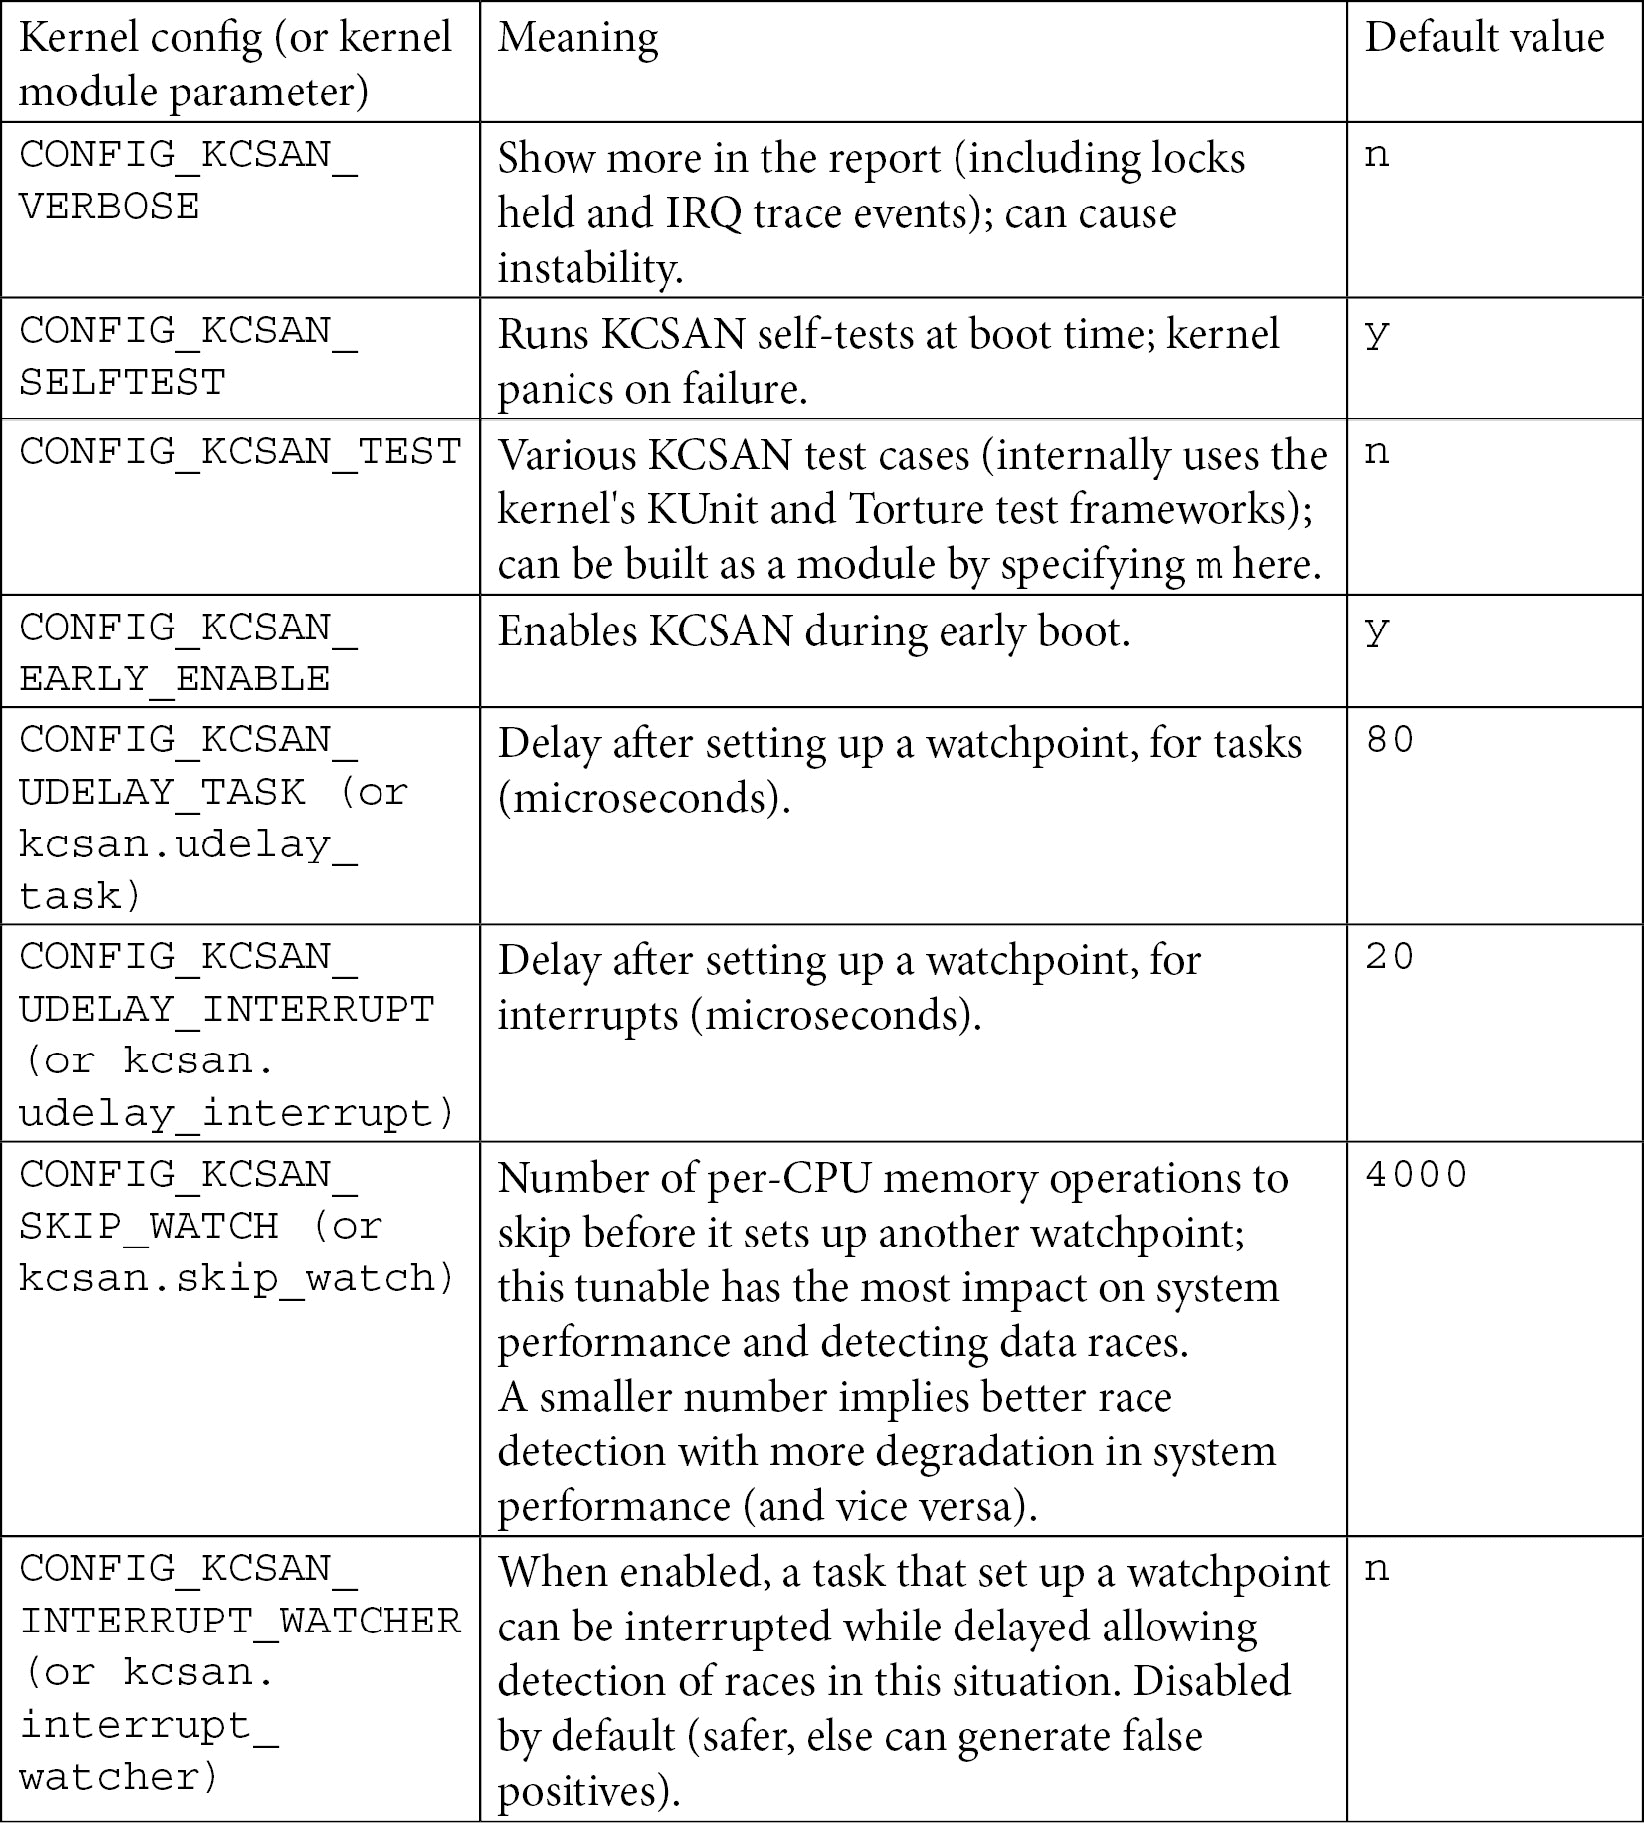 Kernel config (or kernel
module parameter)
Meaning
Default value
CONFIG_KCSAN_
VERBOSE
Show more in the report (including locks
held and IRQ trace events); can cause
instability.
n
CONFIG_KCSAN_
SELFTEST
Runs KCSAN self-tests at boot time; kernel
panics on failure.
y
CONFIG_KCSAN_TEST
Various KCSAN test cases (internally uses the
kernel's KUnit and Torture test frameworks);
can be built as a module by specifying m here.
n
CONFIG_KCSAN_
EARLY_ENABLE
Enables KCSAN during early boot.
y
CONFIG_KCSAN_
UDELAY_TASK (or
kcsan.udelay_
task)
Delay after setting up a watchpoint, for tasks
(microseconds).
80
CONFIG_KCSAN_
UDELAY_INTERRUPT
(or kcsan.
udelay_interrupt)
Delay after setting up a watchpoint, for
interrupts (microseconds).
20
CONFIG_KCSAN_
SKIP_WATCH (or
kcsan.skip_watch)
Number of per-CPU memory operations to
skip before it sets up another watchpoint;
this tunable has the most impact on system
performance and detecting data races.
A smaller number implies better race
detection with more degradation in system
performance (and vice versa).
4000
CONFIG_KCSAN_
INTERRUPT_WATCHER
(or kcsan.
interrupt_
watcher)
When enabled, a task that set up a watchpoint
can be interrupted while delayed allowing
detection of races in this situation. Disabled
by default (safer, else can generate false
positives).
n